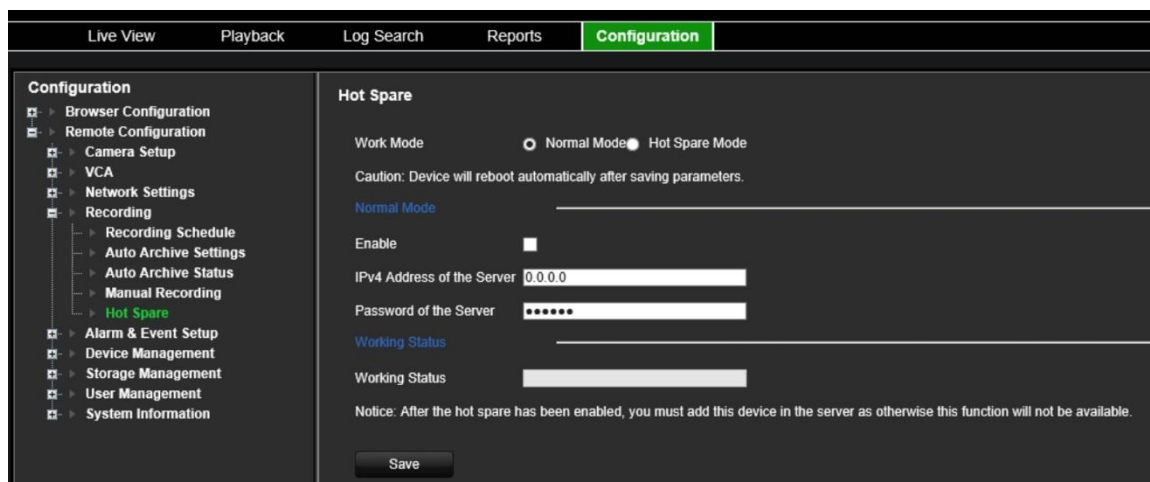 Live View Playback Log Search Reports Configuration
Configuration
Browser Configuration
Remote Configuration
Camera Setup
VCA
Network Settings
Recording
Recording Schedule
Auto Archive Settings
Auto Archive Status
Manual Recording
Hot Spare
Alarm & Event Setup
Device Management
Storage Management
User Management
System Information
Hot Spare
Work Mode Normal Mode Hot Spare Mode
Caution: Device will reboot automatically after saving parameters.
Normal Mode
Enable
IPv4 Address of the Server 0.0.0.0
Password of the Server ••••••
Working Status
Working Status
Notice: After the hot spare has been enabled, you must add this device in the server as otherwise this function will not be available.
Save